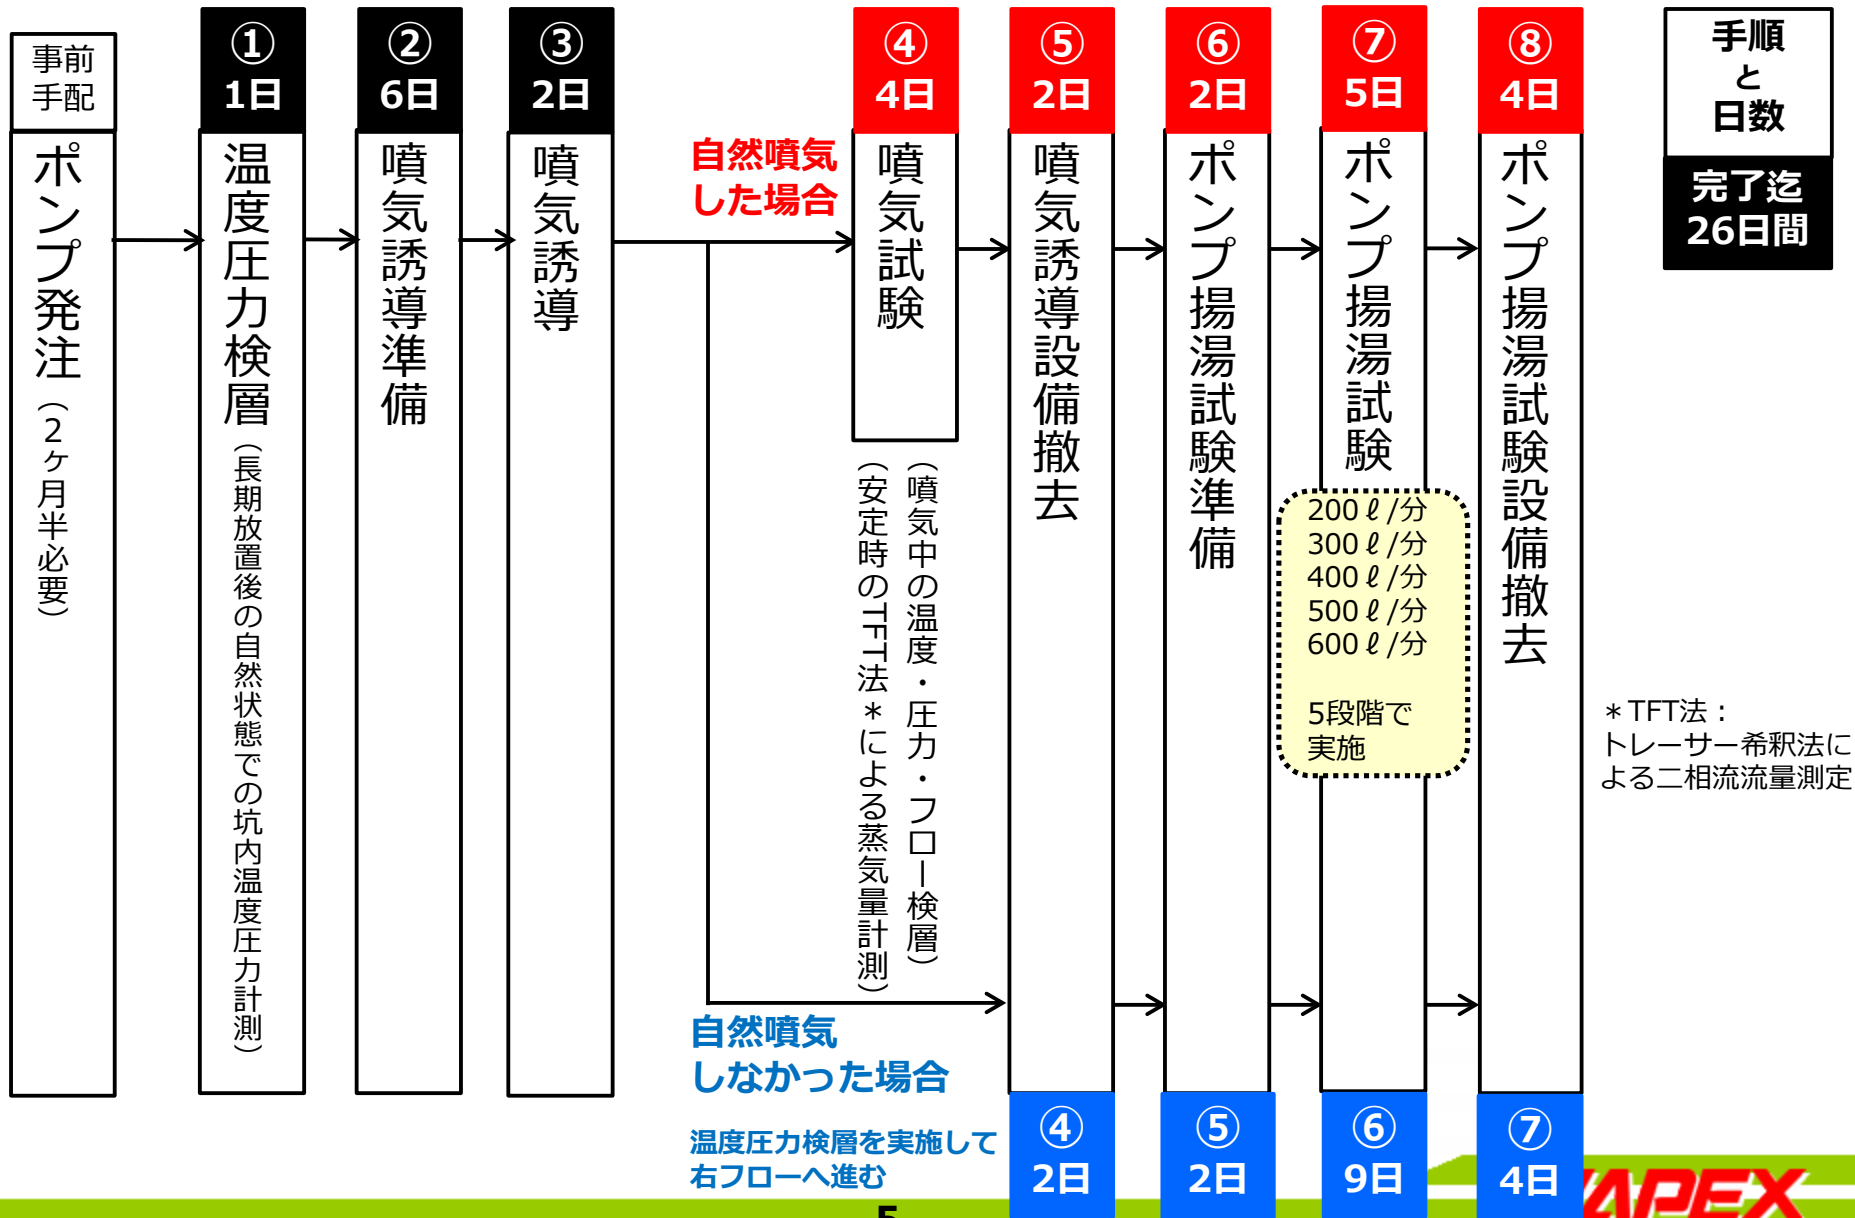 事前
手配
ポンプ発注（２ヶ月半必要）
①
1日
温度圧力検層（長期放置後の自然状態での坑内温度圧力計測）
②
6日
噴気誘導準備
③
2日
噴気誘導
自然噴気
した場合
④
4日
噴気試験
（噴気中の温度・圧力・フロー検層）
（安定時のTFT法＊による蒸気量計測）
⑤
2日
噴気誘導設備撤去
⑥
2日
ポンプ揚湯試験準備
⑦
5日
ポンプ揚湯試験
200ℓ/分
300ℓ/分
400ℓ/分
500ℓ/分
600ℓ/分
5段階で
実施
⑧
4日
ポンプ揚湯試験設備撤去
手順
と
日数
完了迄
26日間
＊TFT法：
トレーサー希釈法に
よる二相流流量測定
自然噴気
しなかった場合
温度圧力検層を実施して
右フローへ進む
④
2日
⑤
2日
⑥
9日
⑦
4日
5
APEX